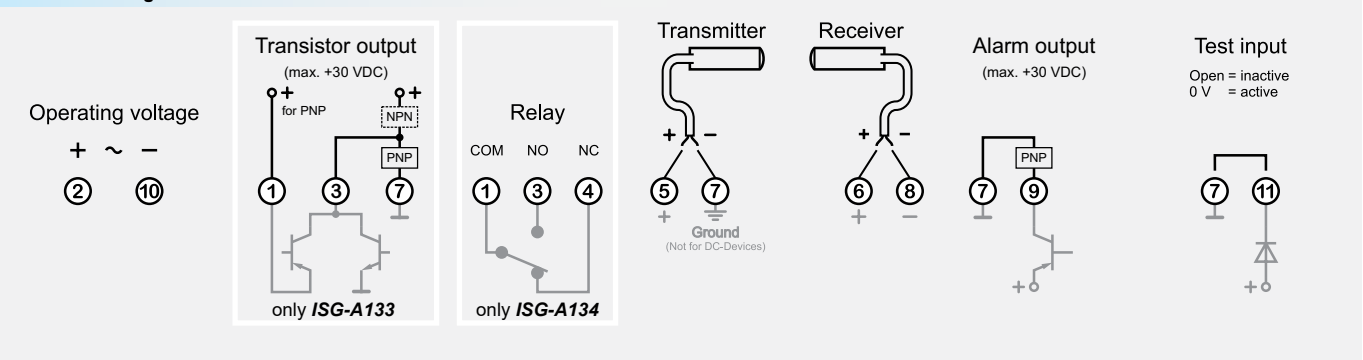 Operating voltage
+ ~ −
2 10
Transistor output
(max. +30 VDC)
+ +
for PNP
NPN
PNP
1 3 7
only ISG-A133
Relay
COM NO NC
1 3 4
only ISG-A134
Transmitter
+ −
5 7
+
Ground
(Not for DC-Devices)
Receiver
+ −
6 8
+ −
Alarm output
(max. +30 VDC)
PNP
7 9
+
Test input
Open = inactive
0 V = active
7 11
+